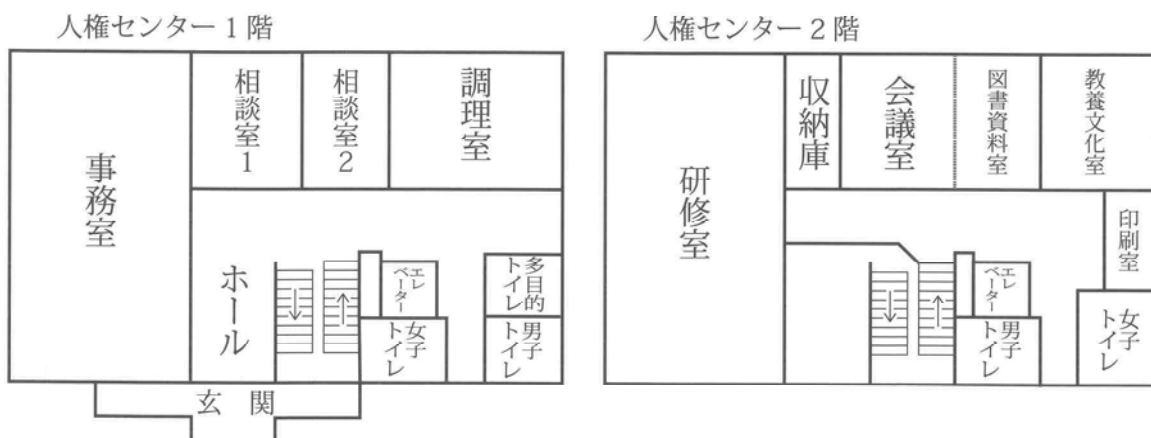 人権センター1階
事務室
相談室1
相談室2
調理室
ホール
エレ
ベーター
女子
トイレ
多目的
トイレ
男子
トイレ
玄関
人権センター2階
研修室
収納庫
会議室
図書資料室
教養文化室
印刷室
エレ
ベーター
男子
トイレ
女子
トイレ